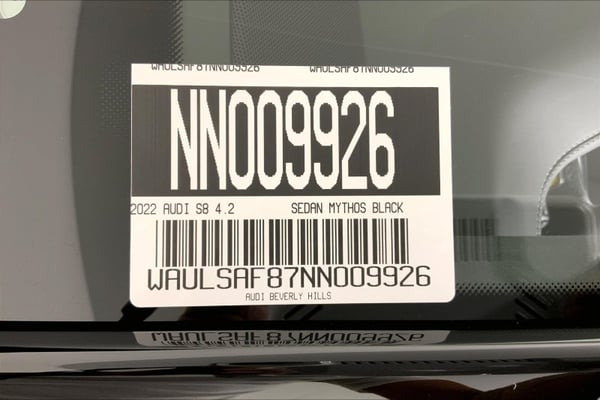 WAULSAF87NN009926 WAULSAF87NN009926
NN009926
2022 AUDI S8 4.2 SEDAN MYTHOS BLACK
WAULSAF87NN009926
AUDI BEVERLY HILLS